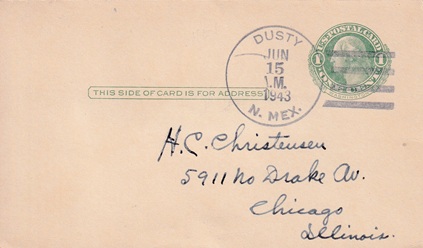 DUSTY
JUN
15
.M.
1943
N. MEX.
U.S. POSTAL CARD
1 1
THIS SIDE OF CARD IS FOR ADDRESS
H. C. Christensen
5911 No Drake Av.
Chicago
Illinois.